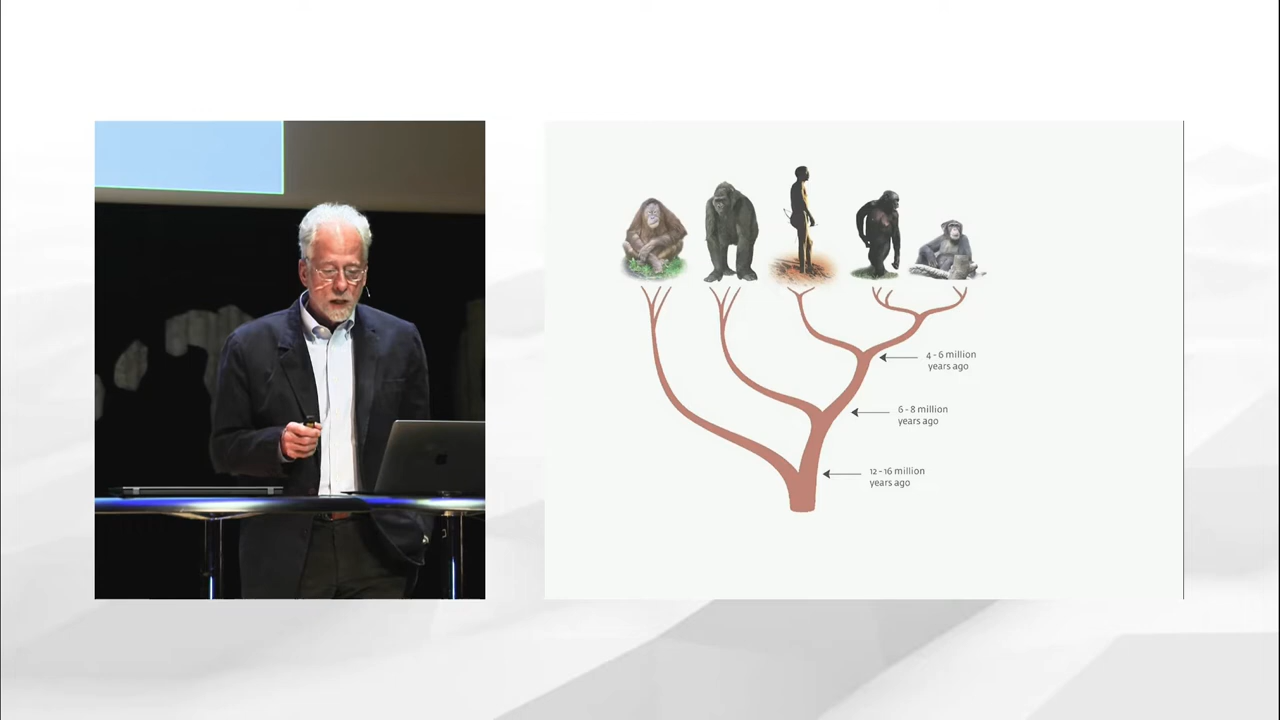 4 - 6 million
years ago
6 - 8 million
years ago
12 - 16 million
years ago